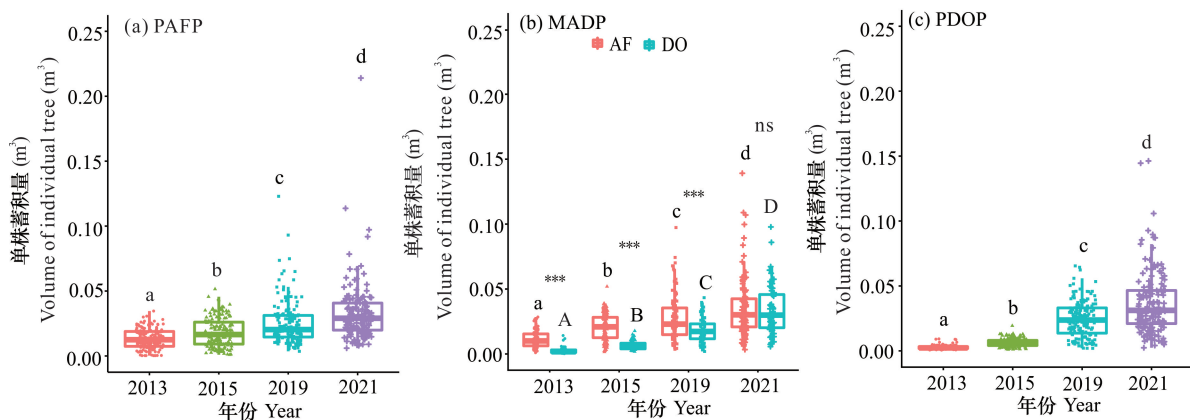 (a) PAFP
单株蓄积量 (m³)
Volume of individual tree (m³)
0.25
0.20
0.15
0.10
0.05
0.00
a
b
c
d
2013
2015
2019
2021
年份 Year
(b) MADP
AF DO
单株蓄积量 (m³)
Volume of individual tree (m³)
0.25
0.20
0.15
0.10
0.05
0.00
a
***
A
b
***
B
c
***
C
d
ns
D
2013
2015
2019
2021
年份 Year
(c) PDOP
单株蓄积量 (m³)
Volume of individual tree (m³)
0.25
0.20
0.15
0.10
0.05
0.00
a
b
c
d
2013
2015
2019
2021
年份 Year